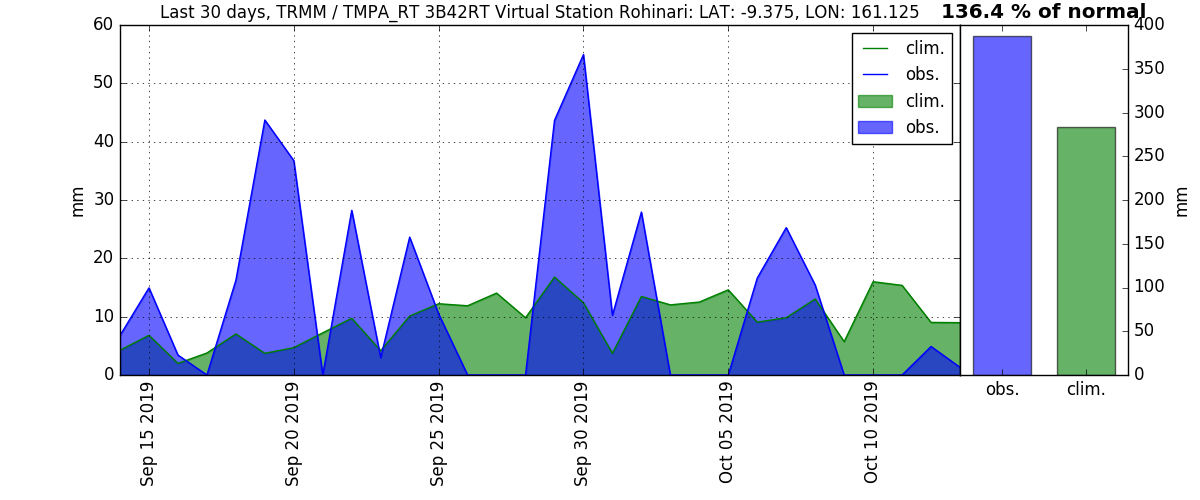 Last 30 days, TRMM / TMPA_RT 3B42RT Virtual Station Rohinari: LAT: -9.375, LON: 161.125
136.4 % of normal
60
50
40
30
20
10
0
mm
clim.
obs.
clim.
obs.
400
350
300
250
200
150
100
50
0
mm
Sep 15 2019
Sep 20 2019
Sep 25 2019
Sep 30 2019
Oct 05 2019
Oct 10 2019
obs.
clim.